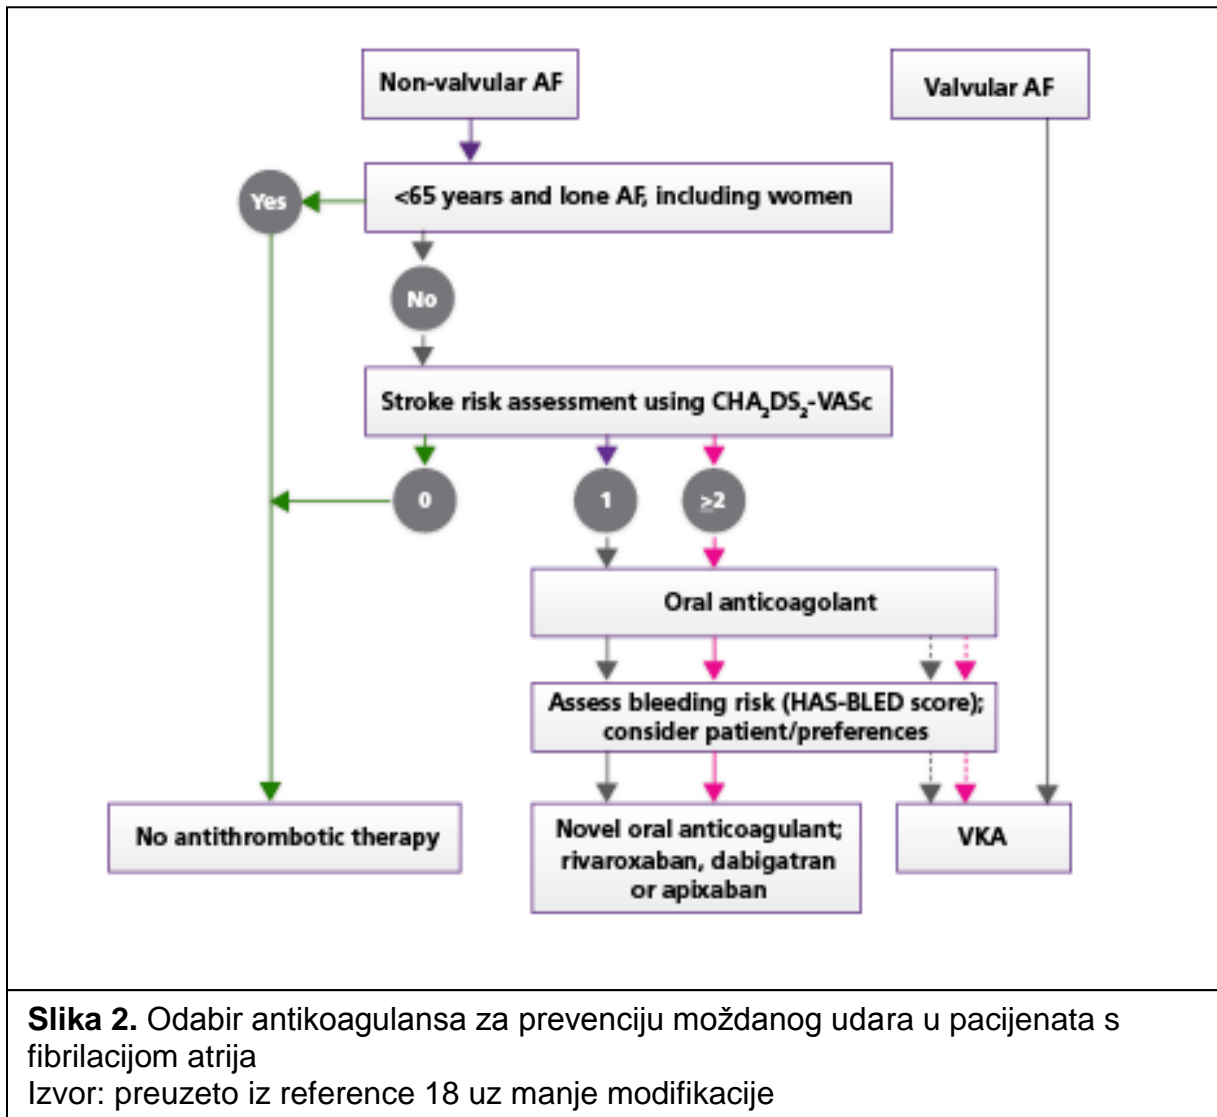 Non-valvular AF
Valvular AF
<65 years and lone AF, including women
Yes
No
Stroke risk assessment using CHA₂DS₂-VASc
0
1
≥2
Oral anticoagolant
Assess bleeding risk (HAS-BLED score);
consider patient/preferences
No antithrombotic therapy
Novel oral anticoagulant;
rivaroxaban, dabigatran
or apixaban
VKA
Slika 2. Odabir antikoagulansa za prevenciju moždanog udara u pacijenata s
fibrilacijom atrija
Izvor: preuzeto iz reference 18 uz manje modifikacije